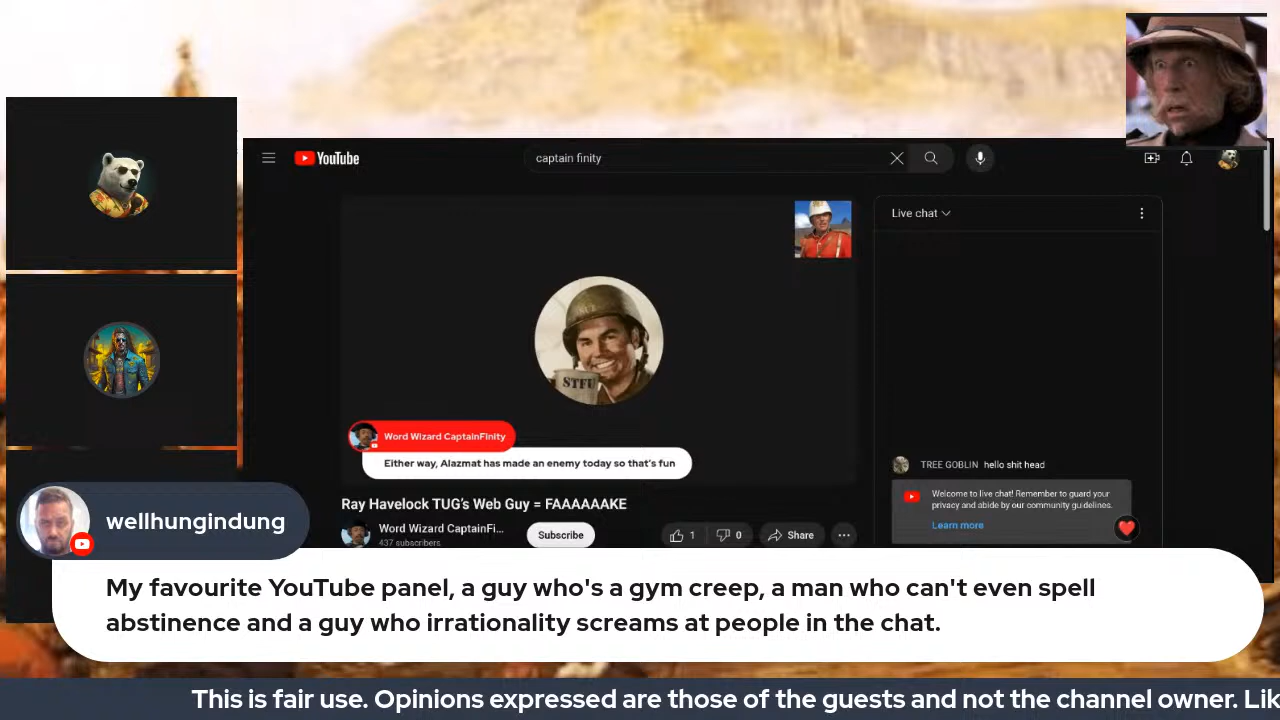 YouTube
captain finity
Live chat
STFU
Word Wizard CaptainFinity
Either way, Alazmat has made an enemy today so that's fun
TREE GOBLIN hello shit head
Welcome to live chat! Remember to guard your
privacy and abide by our community guidelines.
Learn more
Ray Havelock TUG's Web Guy = FAAAAAAKE
Word Wizard CaptainFi...
437 subscribers
Subscribe
1
0
Share
wellhungindung
My favourite YouTube panel, a guy who's a gym creep, a man who can't even spell
abstinence and a guy who irrationality screams at people in the chat.
This is fair use. Opinions expressed are those of the guests and not the channel owner. Lik